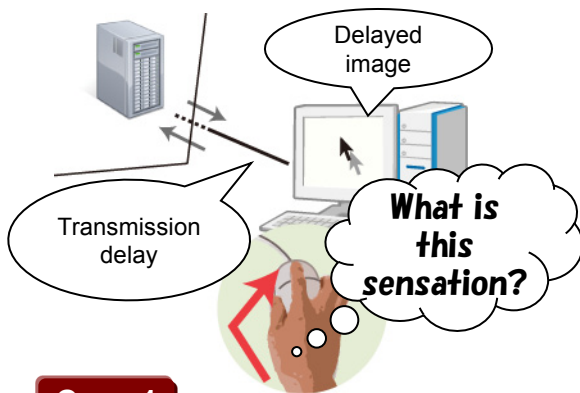 Delayed
image
Transmission
delay
What is
this
sensation?